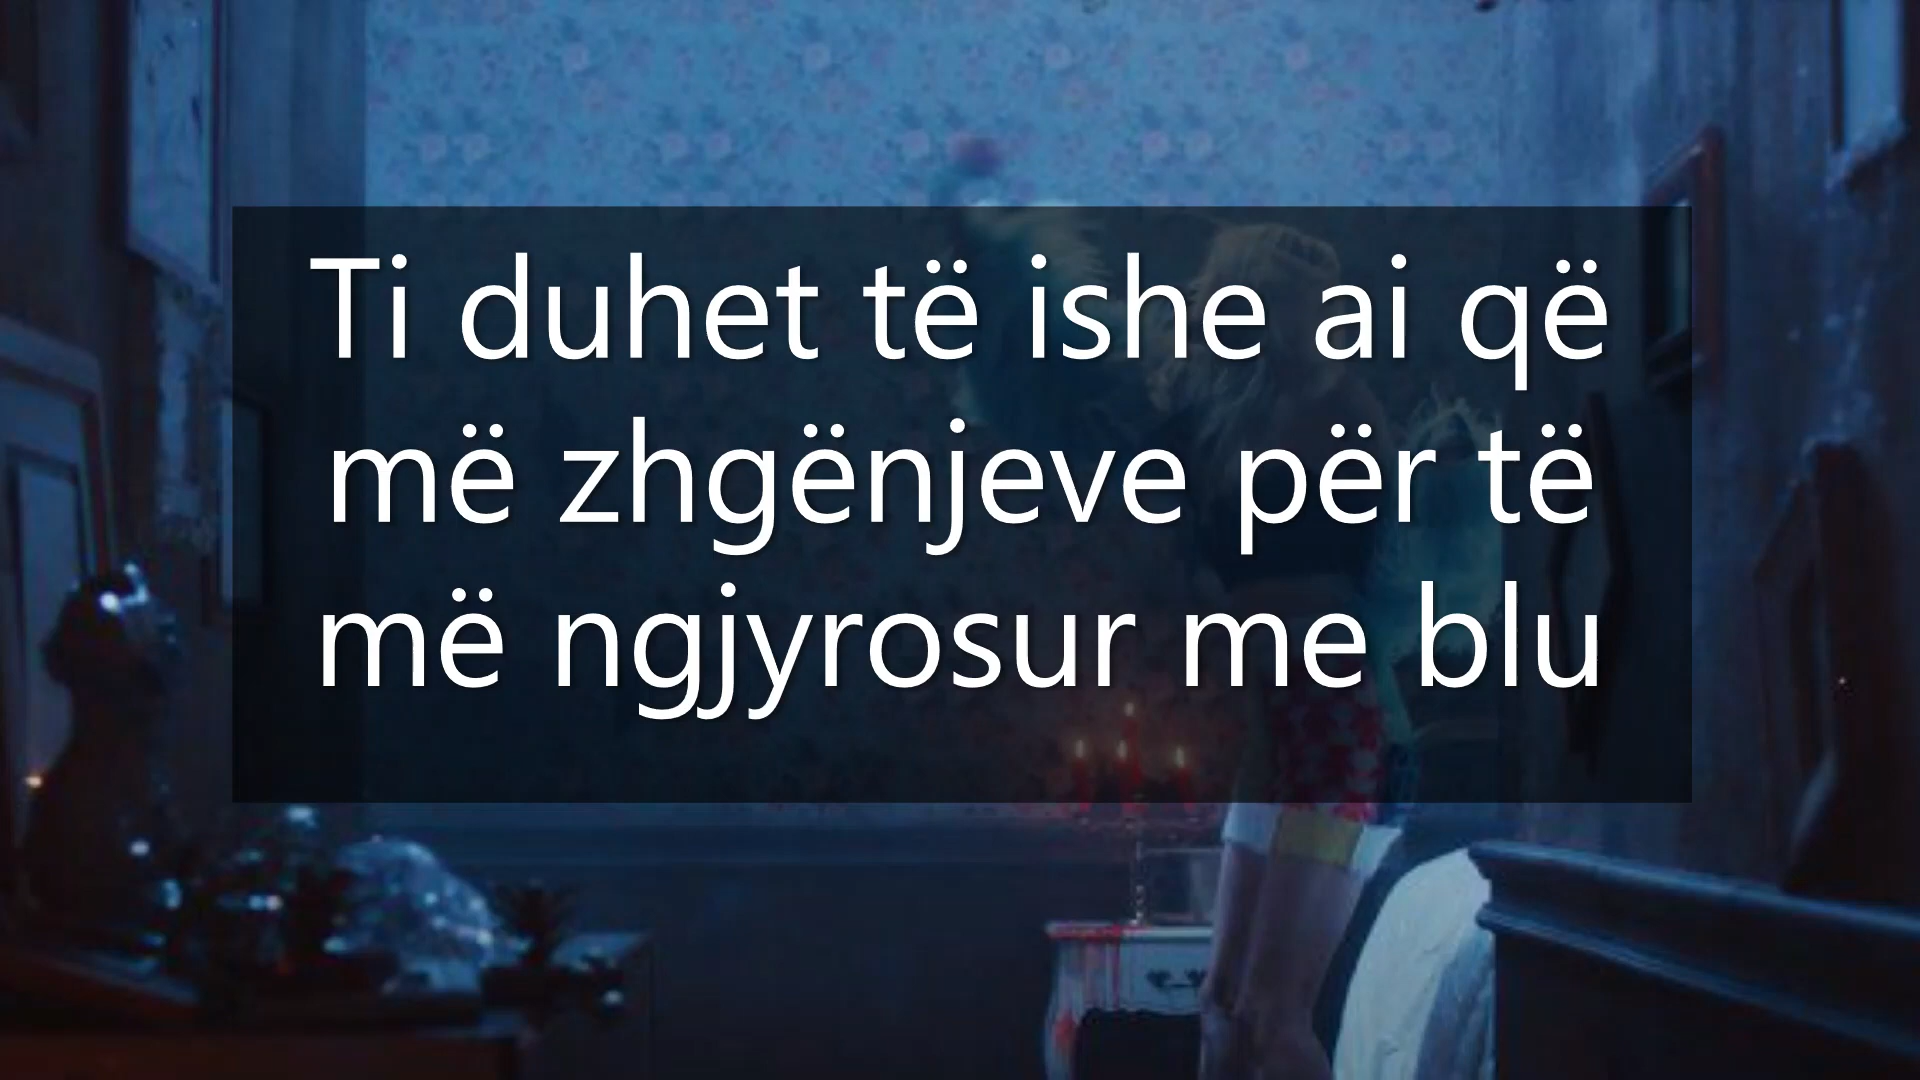 Ti duhet të ishe ai që
më zhgënjeve për të
më ngjyrosur me blu